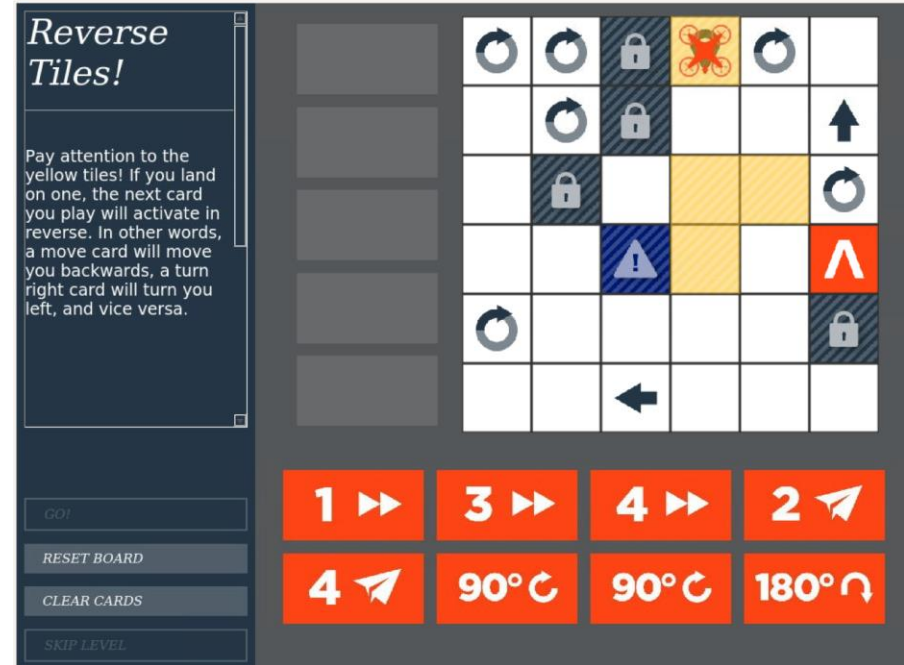 Reverse
Tiles!
Pay attention to the
yellow tiles! If you land
on one, the next card
you play will activate in
reverse. In other words,
a move card will move
you backwards, a turn
right card will turn you
left, and vice versa.
GO!
RESET BOARD
CLEAR CARDS
SKIP LEVEL
1
3
4
2
4
90°
90°
180°